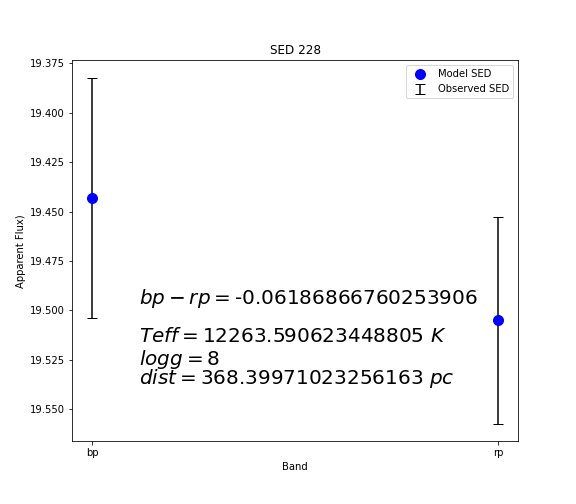 SED 228
Model SED
Observed SED
19.375
19.400
19.425
19.450
19.475
19.500
19.525
19.550
Apparent Flux)
bp − rp = -0.06186866760253906
Teff = 12263.590623448805 K
logg = 8
dist = 368.39971023256163 pc
bp
rp
Band